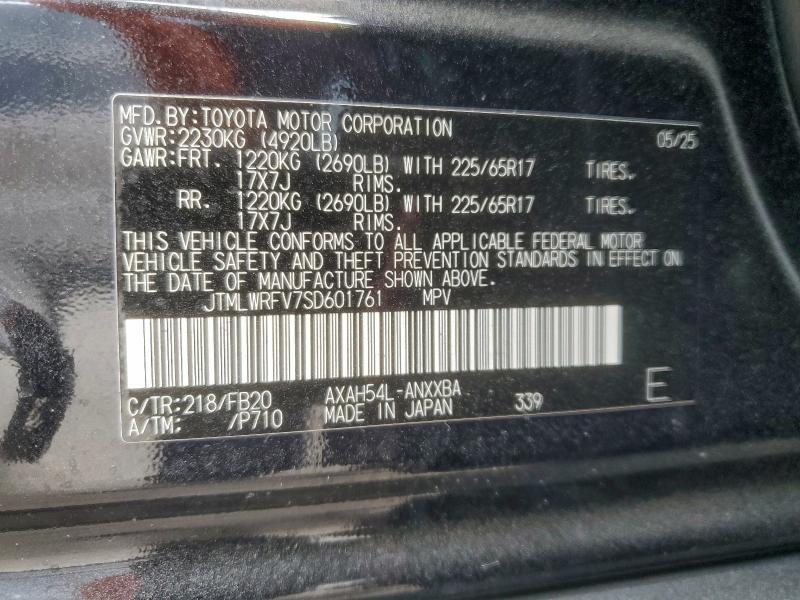 MFD.BY:TOYOTA MOTOR CORPORATION 05/25
GVWR:2230KG (4920LB)
GAWR:FRT. 1220KG (2690LB) WITH 225/65R17 TIRES.
17X7J RIMS.
RR. 1220KG (2690LB) WITH 225/65R17 TIRES.
17X7J RIMS.
THIS VEHICLE CONFORMS TO ALL APPLICABLE FEDERAL MOTOR
VEHICLE SAFETY AND THEFT PREVENTION STANDARDS IN EFFECT ON
THE DATE OF MANUFACTURE SHOWN ABOVE.
JTMLWRFV7SD601761 MPV
C/TR:218/FB20 AXAH54L-ANXXBA E
A/TM: /P710 MADE IN JAPAN 339